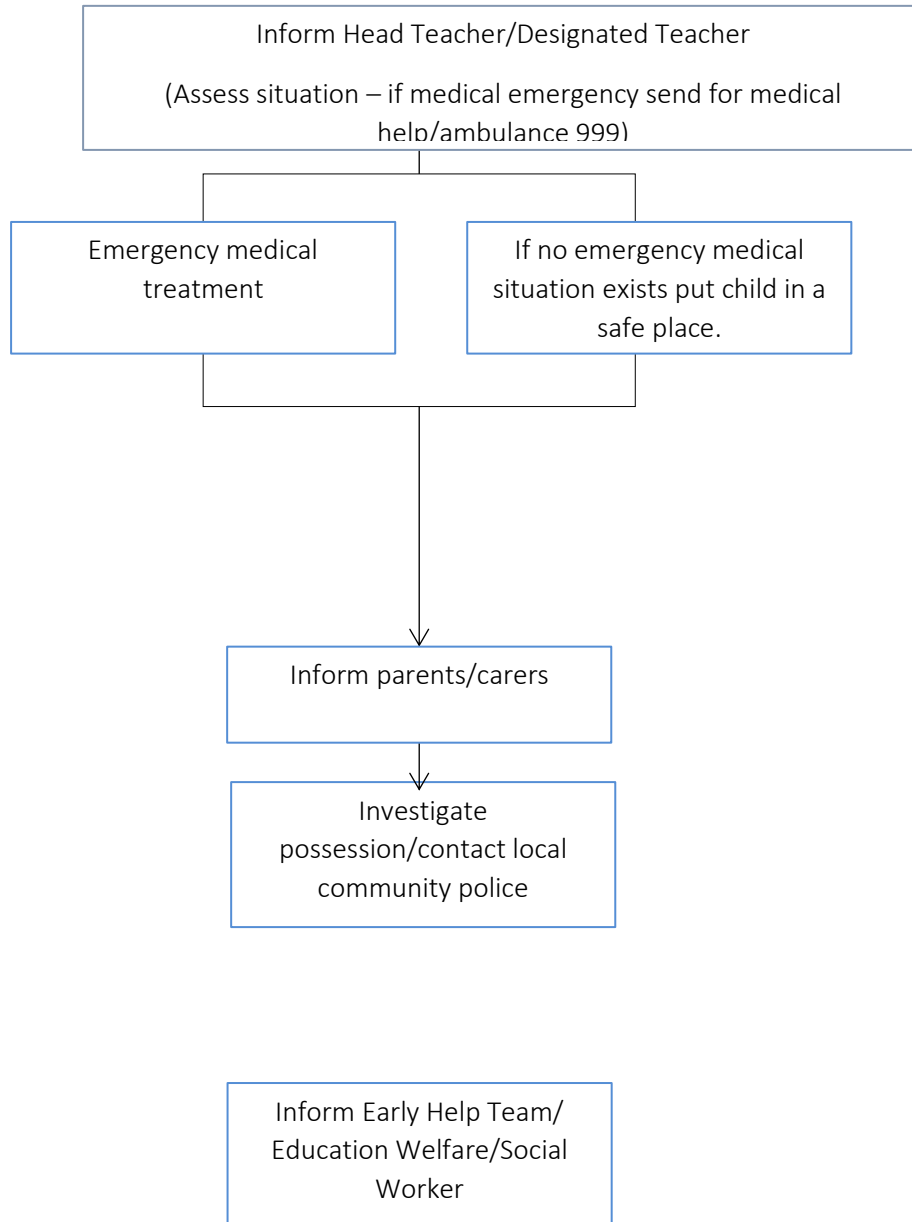 Inform Head Teacher/Designated Teacher
(Assess situation – if medical emergency send for medical
help/ambulance 999)
Emergency medical
treatment
If no emergency medical
situation exists put child in a
safe place.
Inform parents/carers
Investigate
possession/contact local
community police
Inform Early Help Team/
Education Welfare/Social
Worker